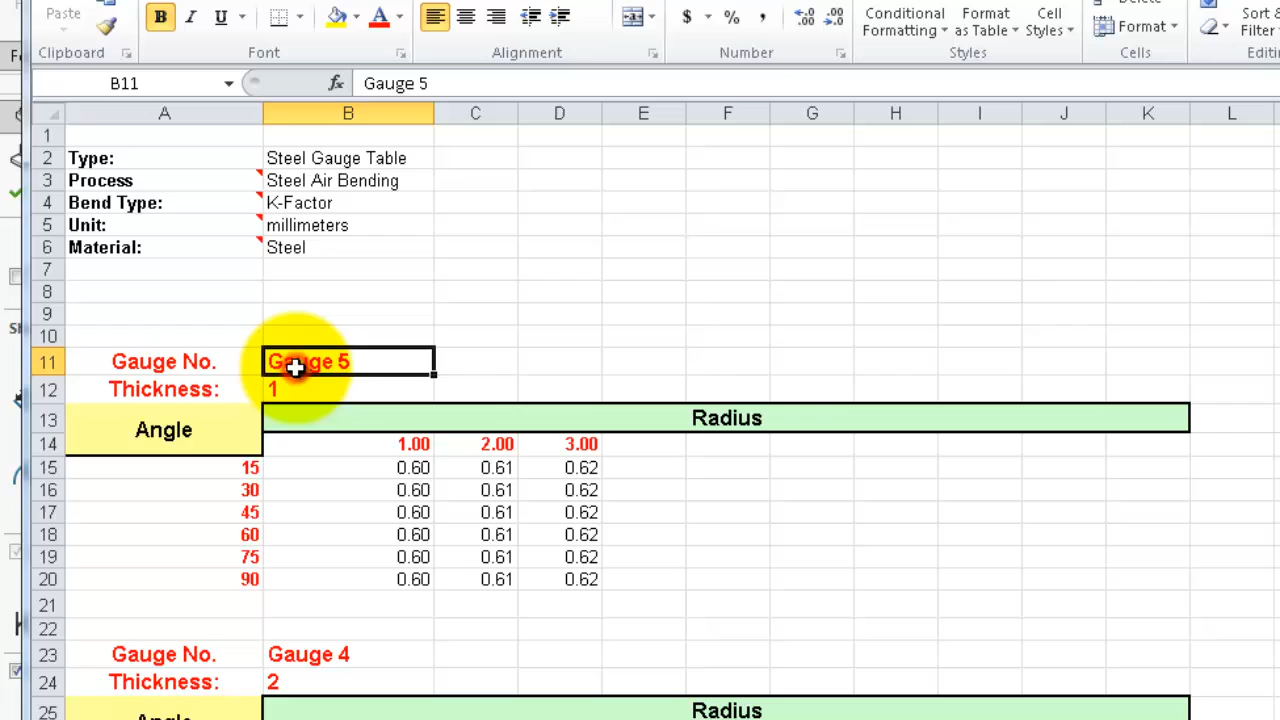 Paste
B I U A
$ % ,
Conditional Formatting
Format as Table
Cell Styles
Format
Sort & Filter
Clipboard Font Alignment Number Styles Cells
B11 fx Gauge 5
A B C D E F G H I J K L
1
2 Type: Steel Gauge Table
3 Process Steel Air Bending
4 Bend Type: K-Factor
5 Unit: millimeters
6 Material: Steel
7
8
9
10
11 Gauge No. Gauge 5
12 Thickness: 1
13 Angle Radius
14 1.00 2.00 3.00
15 15 0.60 0.61 0.62
16 30 0.60 0.61 0.62
17 45 0.60 0.61 0.62
18 60 0.60 0.61 0.62
19 75 0.60 0.61 0.62
20 90 0.60 0.61 0.62
21
22
23 Gauge No. Gauge 4
24 Thickness: 2
25 Radius